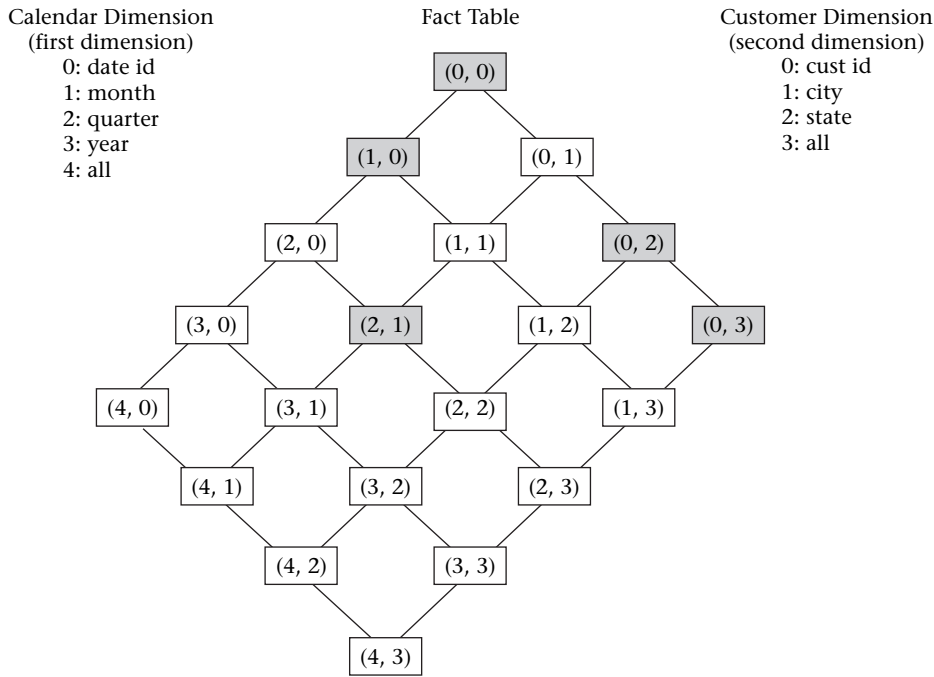 Calendar Dimension
(first dimension)
0: date id
1: month
2: quarter
3: year
4: all
Fact Table
Customer Dimension
(second dimension)
0: cust id
1: city
2: state
3: all
(0, 0)
(1, 0)
(0, 1)
(2, 0)
(1, 1)
(0, 2)
(3, 0)
(2, 1)
(1, 2)
(0, 3)
(4, 0)
(3, 1)
(2, 2)
(1, 3)
(4, 1)
(3, 2)
(2, 3)
(4, 2)
(3, 3)
(4, 3)